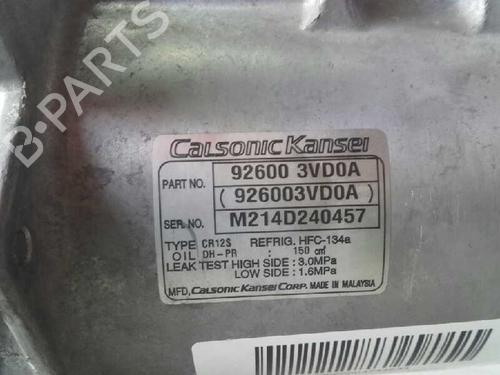 B-PARTS
Calsonic Kansei
PART NO. 92600 3VD0A
( 926003VD0A )
SER.NO. M214D240457
TYPE CR12S REFRIG. HFC-134a
OIL DH-PR : 150 cm³
LEAK TEST HIGH SIDE : 3.0MPa
LOW SIDE : 1.6MPa
MFD. CALSONIC KANSEI CORP. MADE IN MALAYSIA